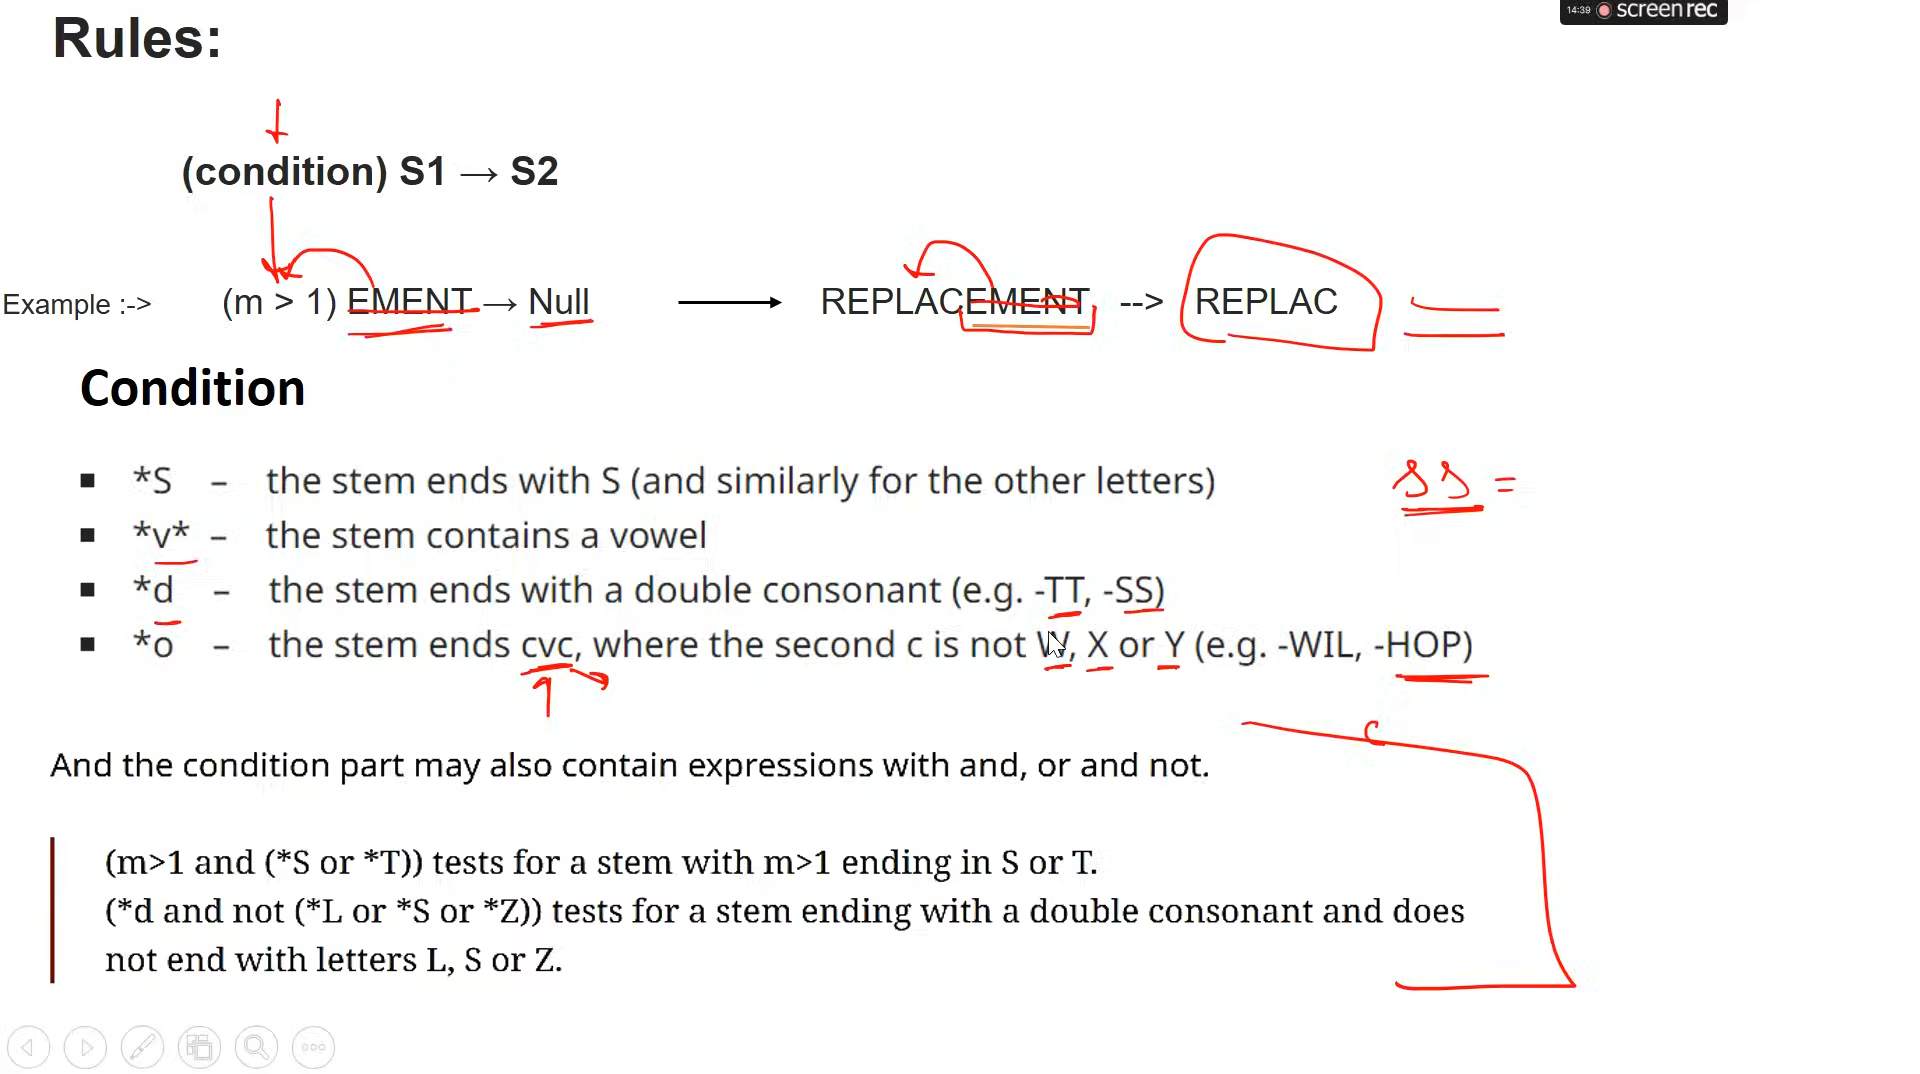 14:39 screenrec
Rules:
(condition) S1 → S2
Example :-> (m > 1) EMENT → Null → REPLACEMENT --> REPLAC
Condition
▪ *S – the stem ends with S (and similarly for the other letters) ss =
▪ *v* – the stem contains a vowel
▪ *d – the stem ends with a double consonant (e.g. -TT, -SS)
▪ *o – the stem ends cvc, where the second c is not W, X or Y (e.g. -WIL, -HOP)
c
And the condition part may also contain expressions with and, or and not.
(m>1 and (*S or *T)) tests for a stem with m>1 ending in S or T.
(*d and not (*L or *S or *Z)) tests for a stem ending with a double consonant and does
not end with letters L, S or Z.